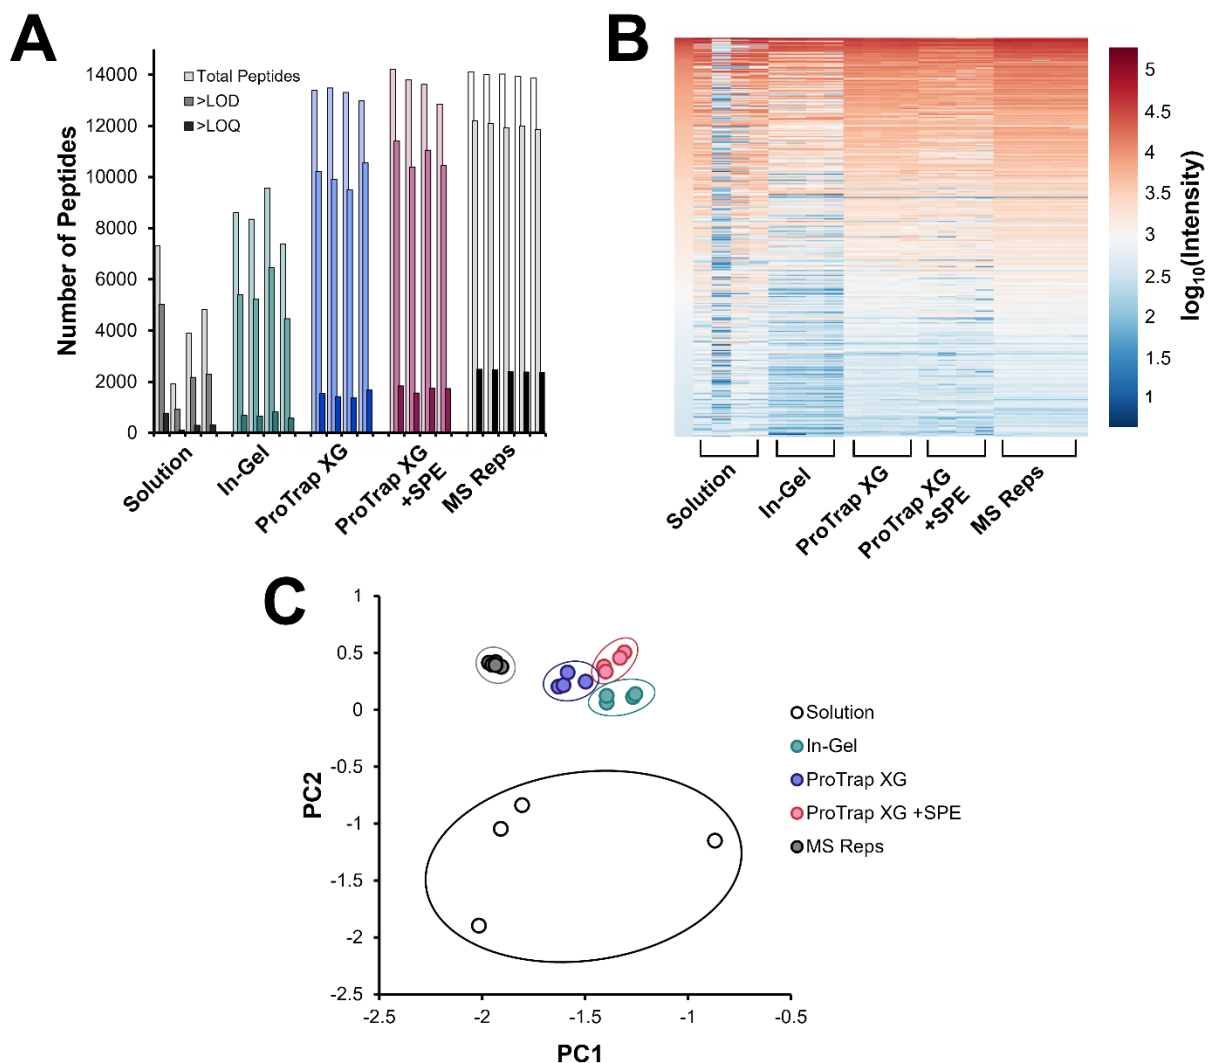 A
Number of Peptides
14000
12000
10000
8000
6000
4000
2000
0
Total Peptides
>LOD
>LOQ
Solution
In-Gel
ProTrap XG
ProTrap XG
+SPE
MS Reps
B
5
4.5
4
3.5
3
2.5
2
1.5
1
log10(Intensity)
Solution
In-Gel
ProTrap XG
ProTrap XG
+SPE
MS Reps
C
PC2
1
0.5
0
-0.5
-1
-1.5
-2
-2.5
-2.5
-2
-1.5
-1
-0.5
PC1
Solution
In-Gel
ProTrap XG
ProTrap XG +SPE
MS Reps